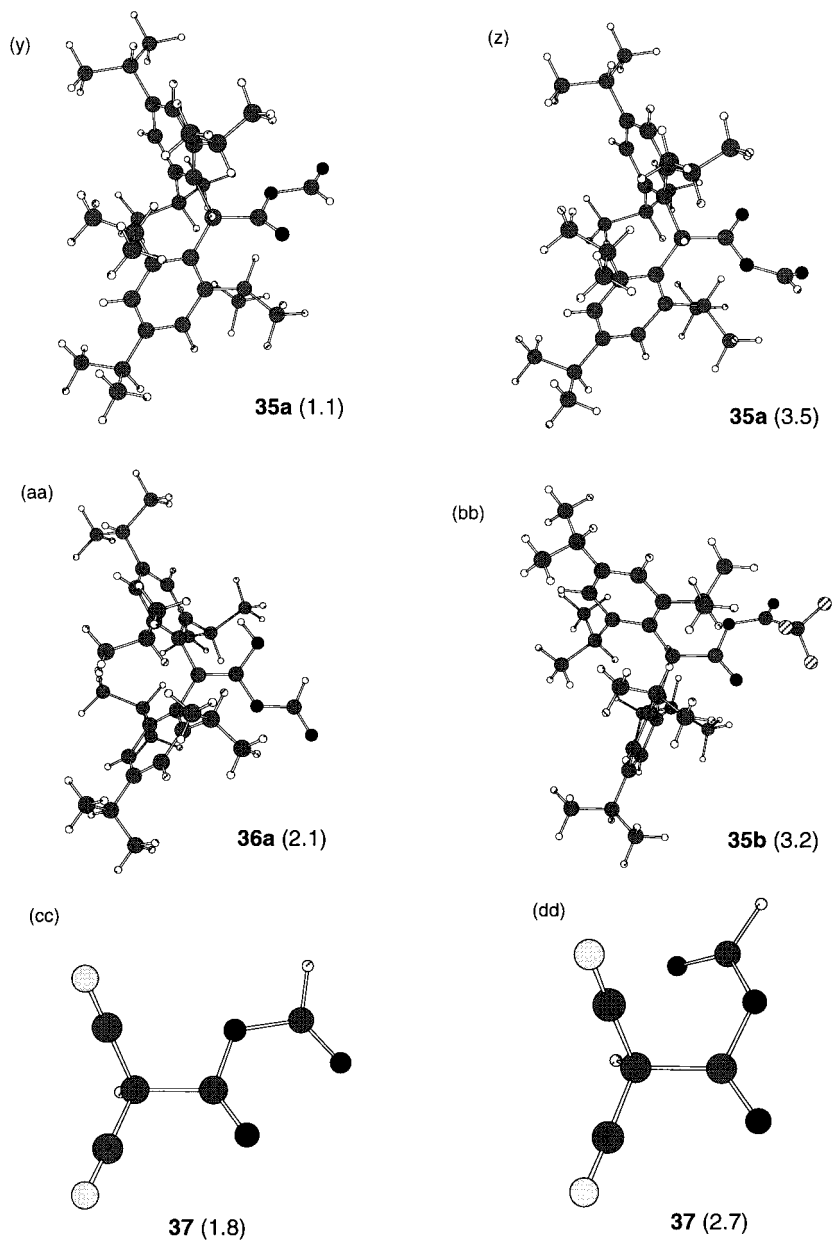 (y)
(z)
35a (1.1)
35a (3.5)
(aa)
(bb)
36a (2.1)
35b (3.2)
(cc)
(dd)
37 (1.8)
37 (2.7)